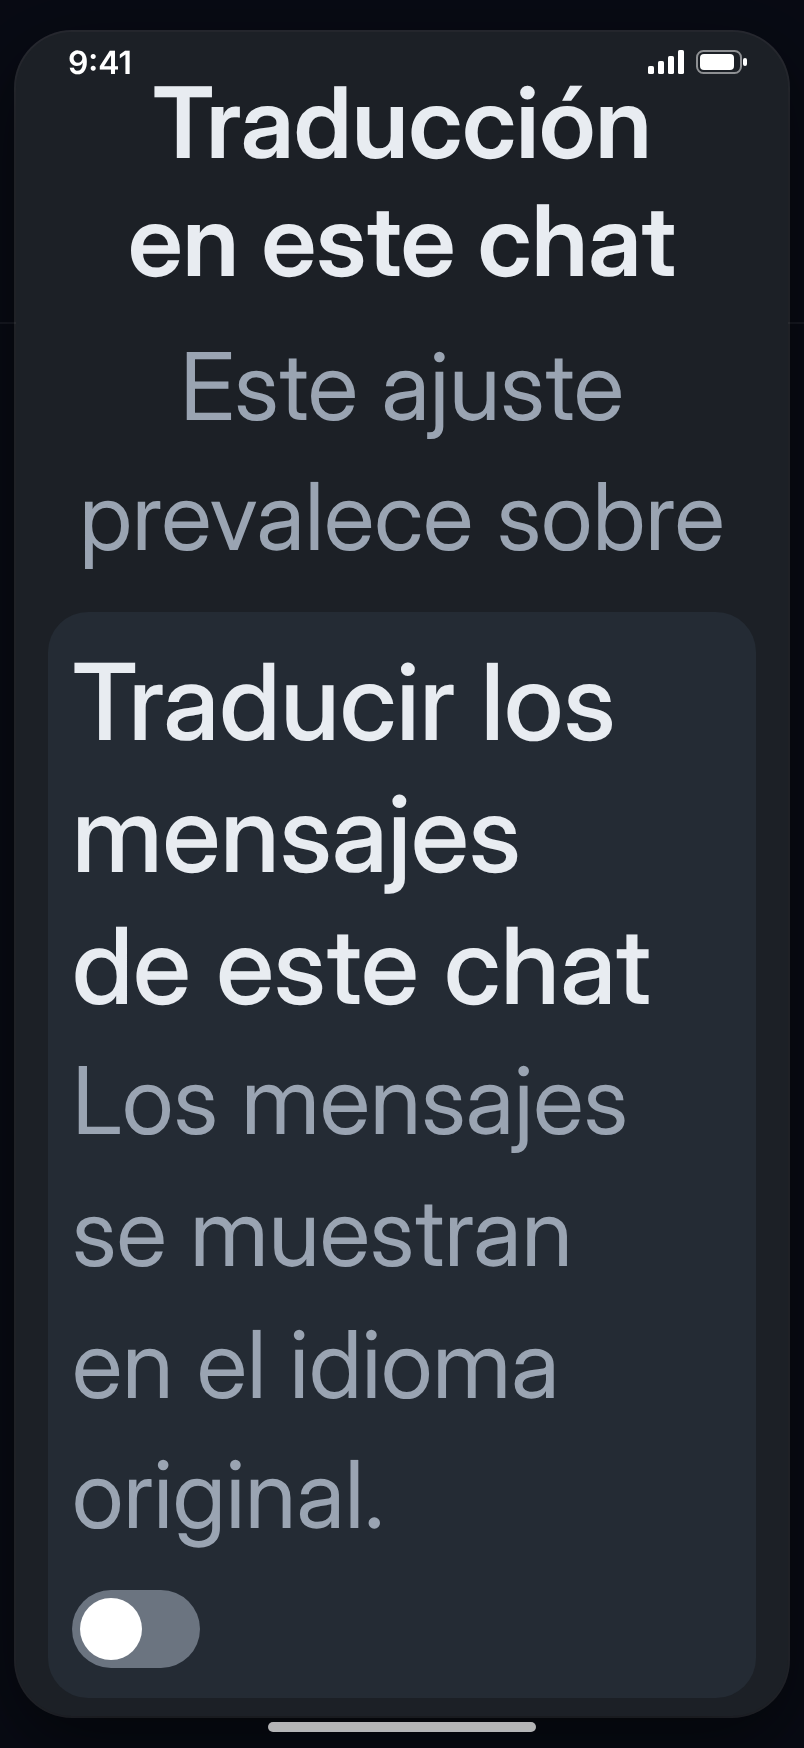 9:41
Traducción
en este chat
Este ajuste
prevalece sobre
Traducir los
mensajes
de este chat
Los mensajes
se muestran
en el idioma
original.